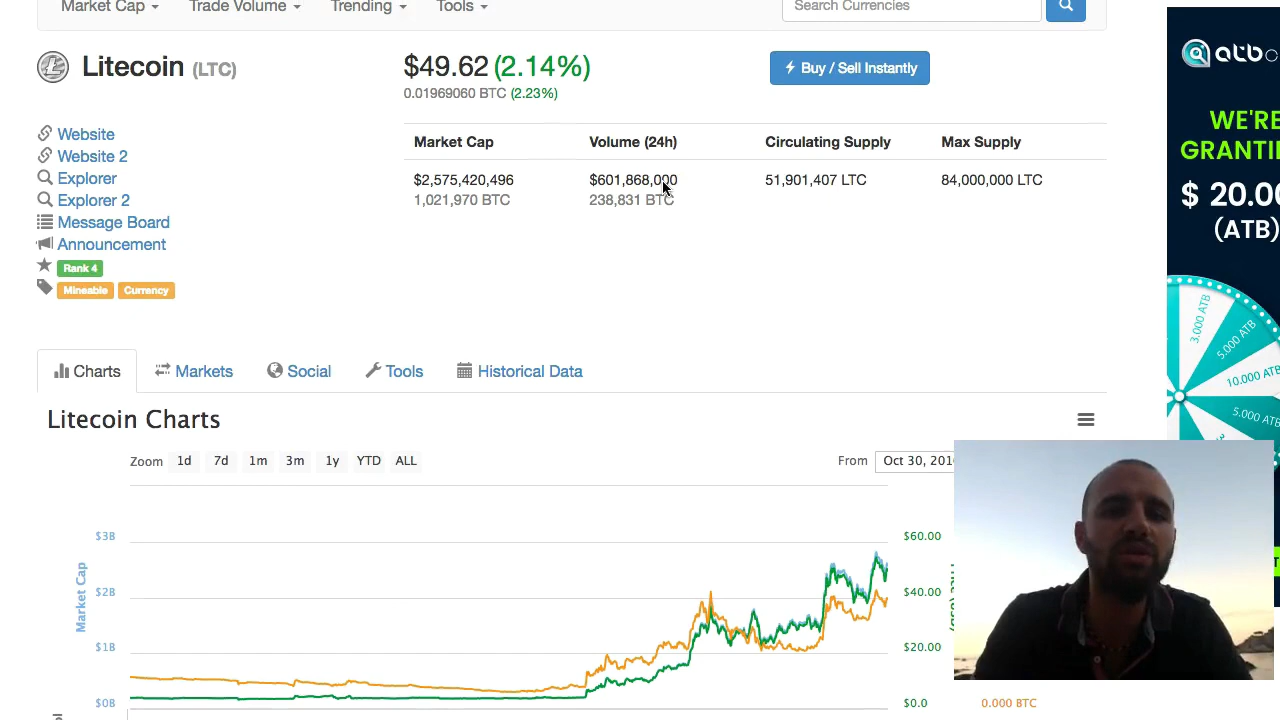 Market Cap Trade Volume Trending Tools Search Currencies
Litecoin (LTC)
$49.62 (2.14%)
0.01969060 BTC (2.23%)
Buy / Sell Instantly
Website
Website 2
Explorer
Explorer 2
Message Board
Announcement
Rank 4
Mineable Currency
Market Cap Volume (24h) Circulating Supply Max Supply
$2,575,420,496 $601,868,000 51,901,407 LTC 84,000,000 LTC
1,021,970 BTC 238,831 BTC
atbc
WE'RE
GRANTI
$ 20.0
(ATB)
3.000 ATB
5.000 ATB
10.000 ATB
5.000 ATB
Charts Markets Social Tools Historical Data
Litecoin Charts
Zoom 1d 7d 1m 3m 1y YTD ALL
From Oct 30, 201
$3B $60.00
$2B $40.00
$1B $20.00
$0B $0.0 0.000 BTC
Market Cap